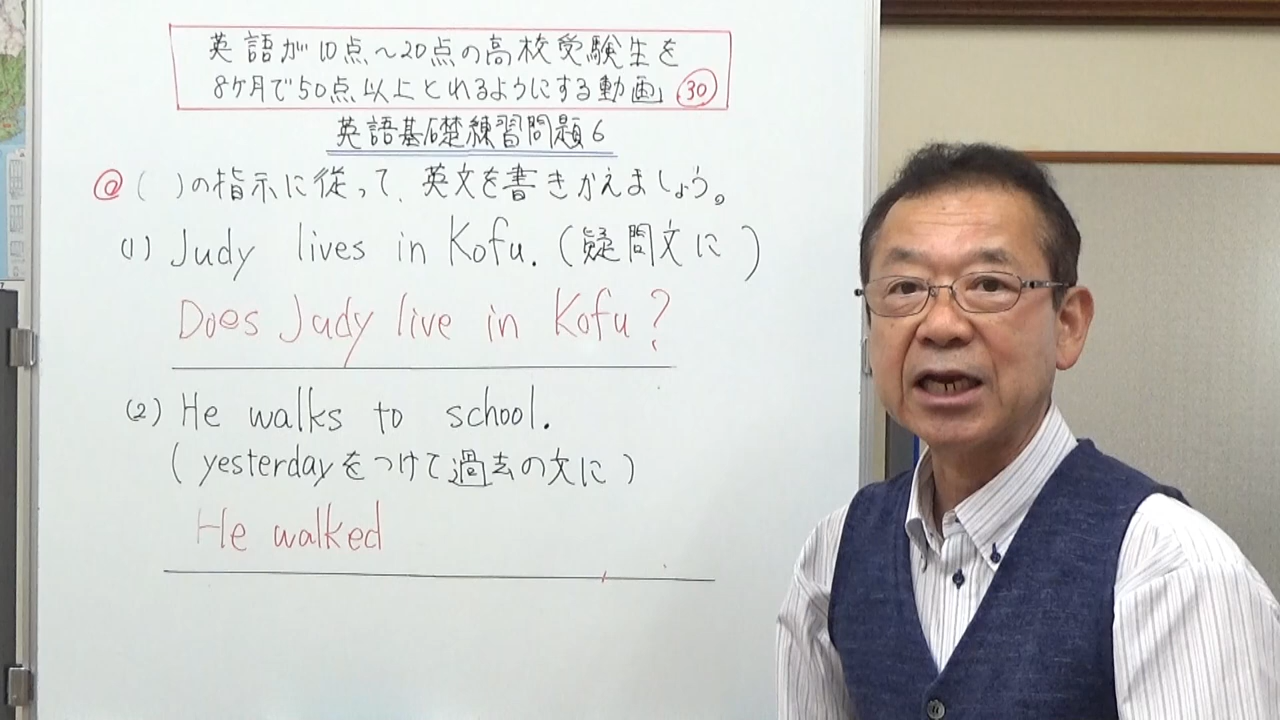 英語が10点~20点の高校受験生を
8ヶ月で50点以上とれるようにする動画」 30
英語基礎練習問題6
@ ( )の指示に従って、英文を書きかえましょう。
(1) Judy lives in Kofu. (疑問文に )
Does Judy live in Kofu?
(2) He walks to school.
( yesterdayをつけて過去の文に )
He walked